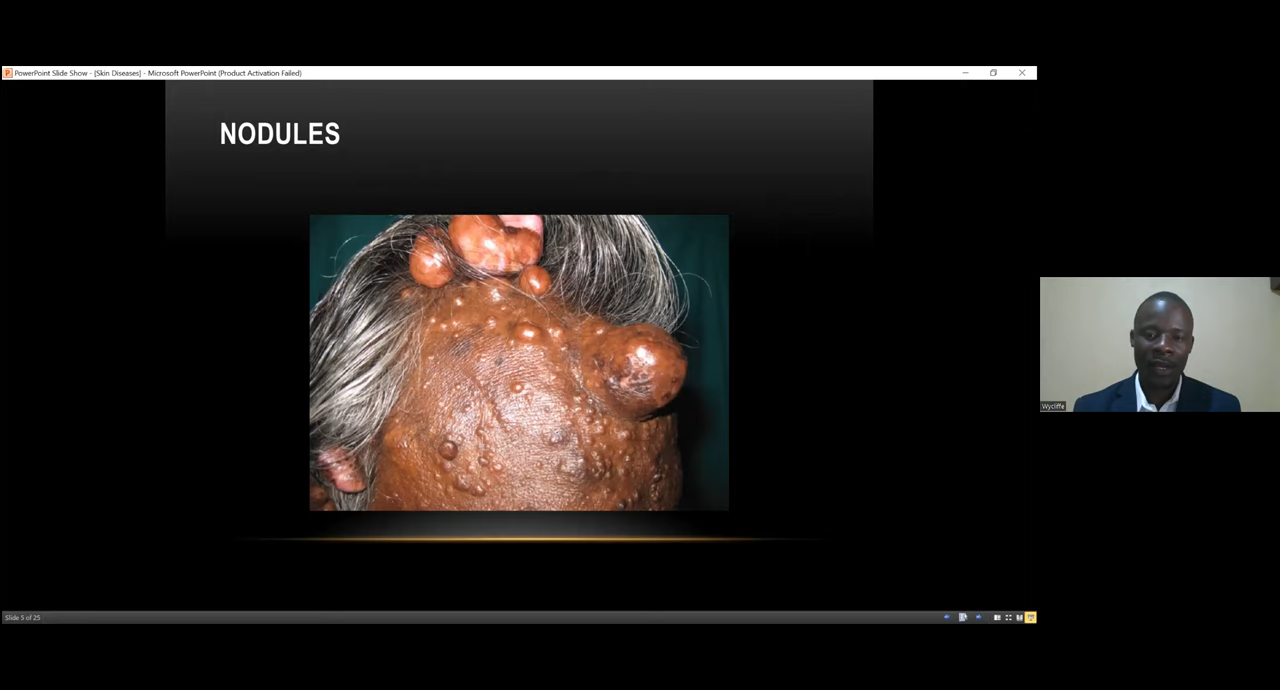 PowerPoint Slide Show - [Skin Diseases] - Microsoft PowerPoint (Product Activation Failed)
NODULES
Wycliffe
Slide 5 of 25